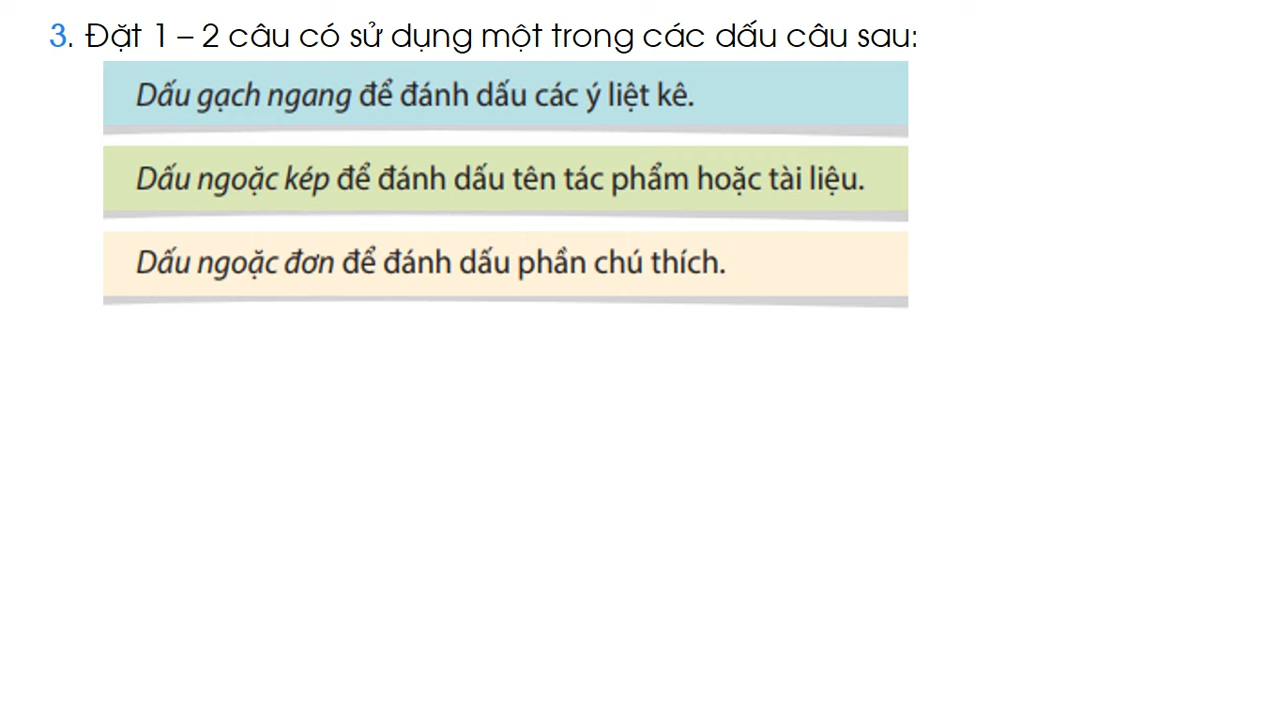 3. Đặt 1 – 2 câu có sử dụng một trong các dấu câu sau:
Dấu gạch ngang để đánh dấu các ý liệt kê.
Dấu ngoặc kép để đánh dấu tên tác phẩm hoặc tài liệu.
Dấu ngoặc đơn để đánh dấu phần chú thích.